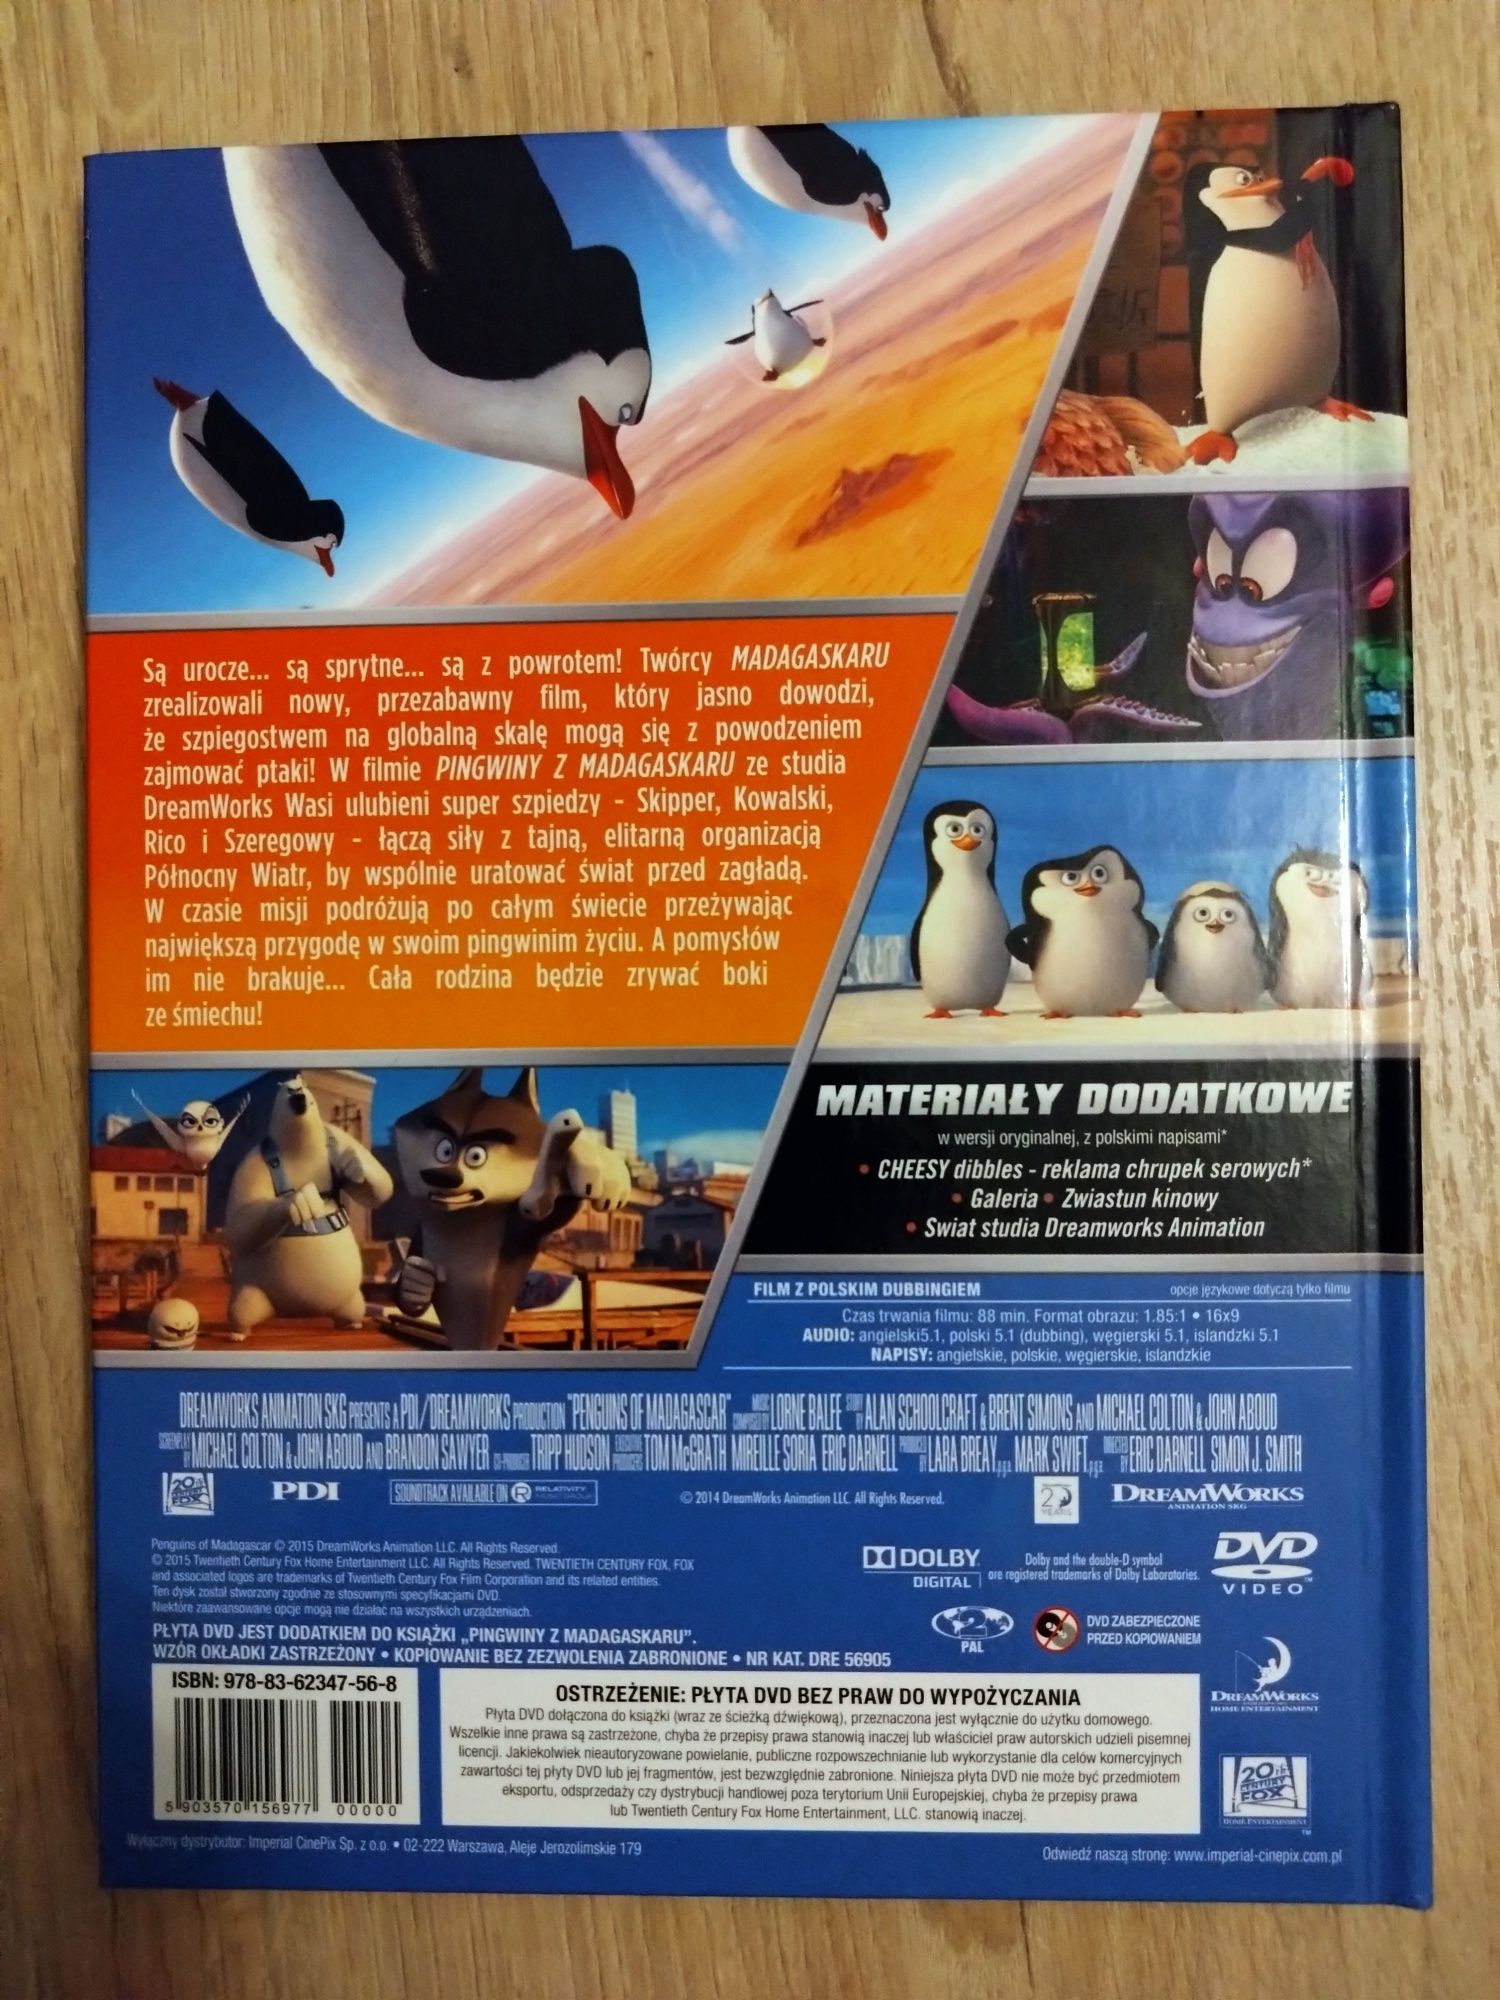 Są urocze... są sprytne... są z powrotem! Twórcy MADAGASKARU
zrealizowali nowy, przezabawny film, który jasno dowodzi,
że szpiegostwem na globalną skalę mogą się z powodzeniem
zajmować ptaki! W filmie PINGWINY Z MADAGASKARU ze studia
DreamWorks Wasi ulubieni super szpiedzy - Skipper, Kowalski,
Rico i Szeregowy - łączą siły z tajną, elitarną organizacją
Północny Wiatr, by wspólnie uratować świat przed zagładą.
W czasie misji podróżują po całym świecie przeżywając
największą przygodę w swoim pingwinim życiu. A pomysłów
im nie brakuje... Cała rodzina będzie zrywać boki
ze śmiechu!
MATERIAŁY DODATKOWE
w wersji oryginalnej, z polskimi napisami*
• CHEESY dibbles - reklama chrupek serowych*
• Galeria • Zwiastun kinowy
• Swiat studia Dreamworks Animation
FILM Z POLSKIM DUBBINGIEM opcje językowe dotyczą tylko filmu
Czas trwania filmu: 88 min. Format obrazu: 1.85:1 • 16x9
AUDIO: angielski5.1, polski 5.1 (dubbing), węgierski 5.1, islandzki 5.1
NAPISY: angielskie, polskie, węgierskie, islandzkie
DREAMWORKS ANIMATION SKG PRESENTS A PDI/DREAMWORKS PRODUCTION "PENGUINS OF MADAGASCAR" MUSIC COMPOSED BY LORNE BALFE STORY BY ALAN SCHOOLCRAFT & BRENT SIMONS AND MICHAEL COLTON & JOHN ABOUD
SCREENPLAY BY MICHAEL COLTON & JOHN ABOUD AND BRANDON SAWYER CO-PRODUCER TRIPP HUDSON EXECUTIVE PRODUCERS TOM McGRATH MIREILLE SORIA ERIC DARNELL PRODUCED BY LARA BREAY, p.g.a. MARK SWIFT, p.g.a. DIRECTED BY ERIC DARNELL SIMON J. SMITH
20th CENTURY FOX PDI SOUNDTRACK AVAILABLE ON RELATIVITY MUSIC GROUP © 2014 DreamWorks Animation LLC. All Rights Reserved. 20 YEARS DREAMWORKS ANIMATION SKG
Penguins of Madagascar © 2015 DreamWorks Animation LLC. All Rights Reserved.
© 2015 Twentieth Century Fox Home Entertainment LLC. All Rights Reserved. TWENTIETH CENTURY FOX, FOX
and associated logos are trademarks of Twentieth Century Fox Film Corporation and its related entities.
Ten dysk został stworzony zgodnie ze stosownymi specyfikacjami DVD.
Niektóre zaawansowane opcje mogą nie działać na wszystkich urządzeniach.
PŁYTA DVD JEST DODATKIEM DO KSIĄŻKI „PINGWINY Z MADAGASKARU”.
WZÓR OKŁADKI ZASTRZEŻONY • KOPIOWANIE BEZ ZEZWOLENIA ZABRONIONE • NR KAT. DRE 56905
DOLBY
DIGITAL
Dolby and the double-D symbol
are registered trademarks of Dolby Laboratories.
DVD
VIDEO
2
PAL
DVD ZABEZPIECZONE
PRZED KOPIOWANIEM
DREAMWORKS
HOME ENTERTAINMENT
20th
CENTURY
FOX
HOME ENTERTAINMENT
TM
ISBN: 978-83-62347-56-8
5 903570 156977 00000
OSTRZEŻENIE: PŁYTA DVD BEZ PRAW DO WYPOŻYCZANIA
Płyta DVD dołączona do książki (wraz ze ścieżką dźwiękową), przeznaczona jest wyłącznie do użytku domowego.
Wszelkie inne prawa są zastrzeżone, chyba że przepisy prawa stanowią inaczej lub właściciel praw autorskich udzieli pisemnej
licencji. Jakiekolwiek nieautoryzowane powielanie, publiczne rozpowszechnianie lub wykorzystanie dla celów komercyjnych
zawartości tej płyty DVD lub jej fragmentów, jest bezwzględnie zabronione. Niniejsza płyta DVD nie może być przedmiotem
eksportu, odsprzedaży czy dystrybucji handlowej poza terytorium Unii Europejskiej, chyba że przepisy prawa
lub Twentieth Century Fox Home Entertainment, LLC. stanowią inaczej.
Wyłączny dystrybutor: Imperial CinePix Sp. z o.o. • 02-222 Warszawa, Aleje Jerozolimskie 179
Odwiedź naszą stronę: www.imperial-cinepix.com.pl